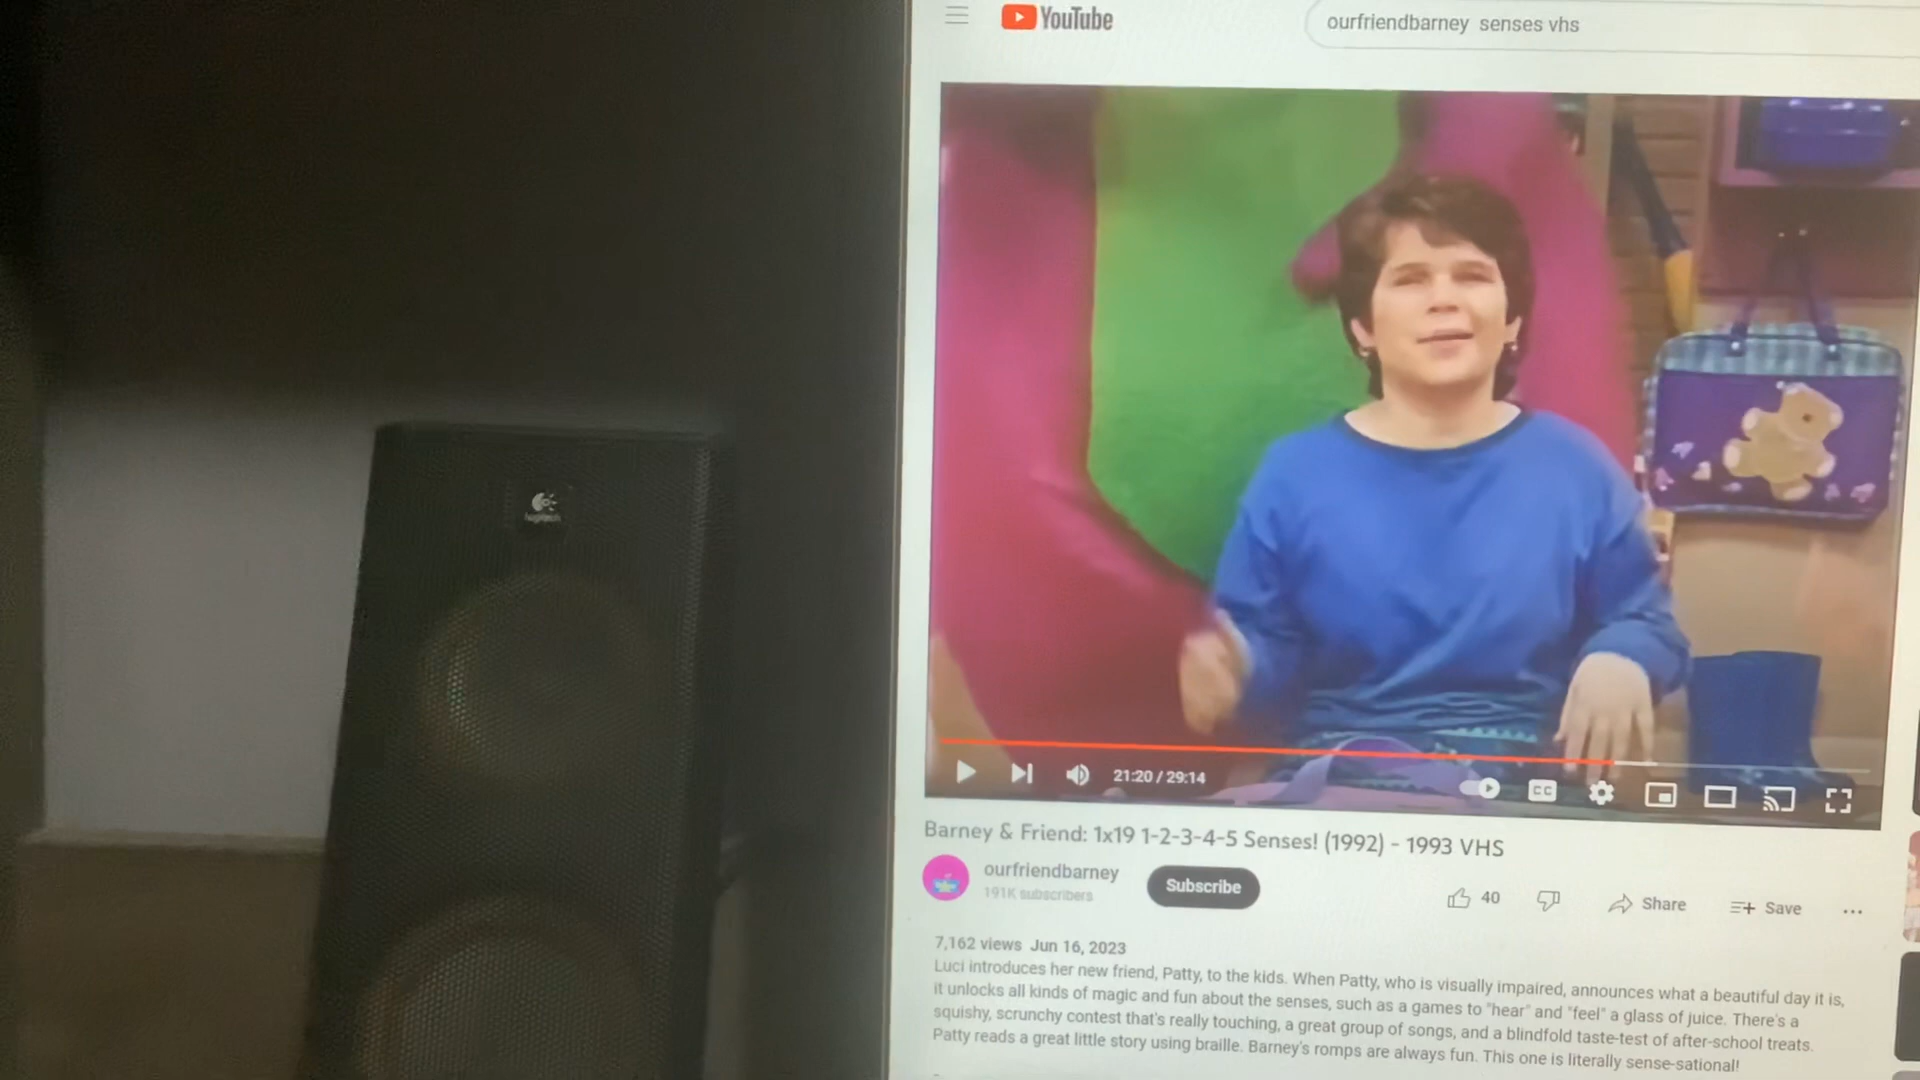 YouTube
ourfriendbarney senses vhs
logitech
21:20 / 29:14
CC
Barney & Friend: 1x19 1-2-3-4-5 Senses! (1992) - 1993 VHS
ourfriendbarney
191K subscribers
Subscribe
40
Share
Save
7,162 views Jun 16, 2023
Luci introduces her new friend, Patty, to the kids. When Patty, who is visually impaired, announces what a beautiful day it is,
it unlocks all kinds of magic and fun about the senses, such as a games to "hear" and "feel" a glass of juice. There's a
squishy, scrunchy contest that's really touching, a great group of songs, and a blindfold taste-test of after-school treats.
Patty reads a great little story using braille. Barney's romps are always fun. This one is literally sense-sational!